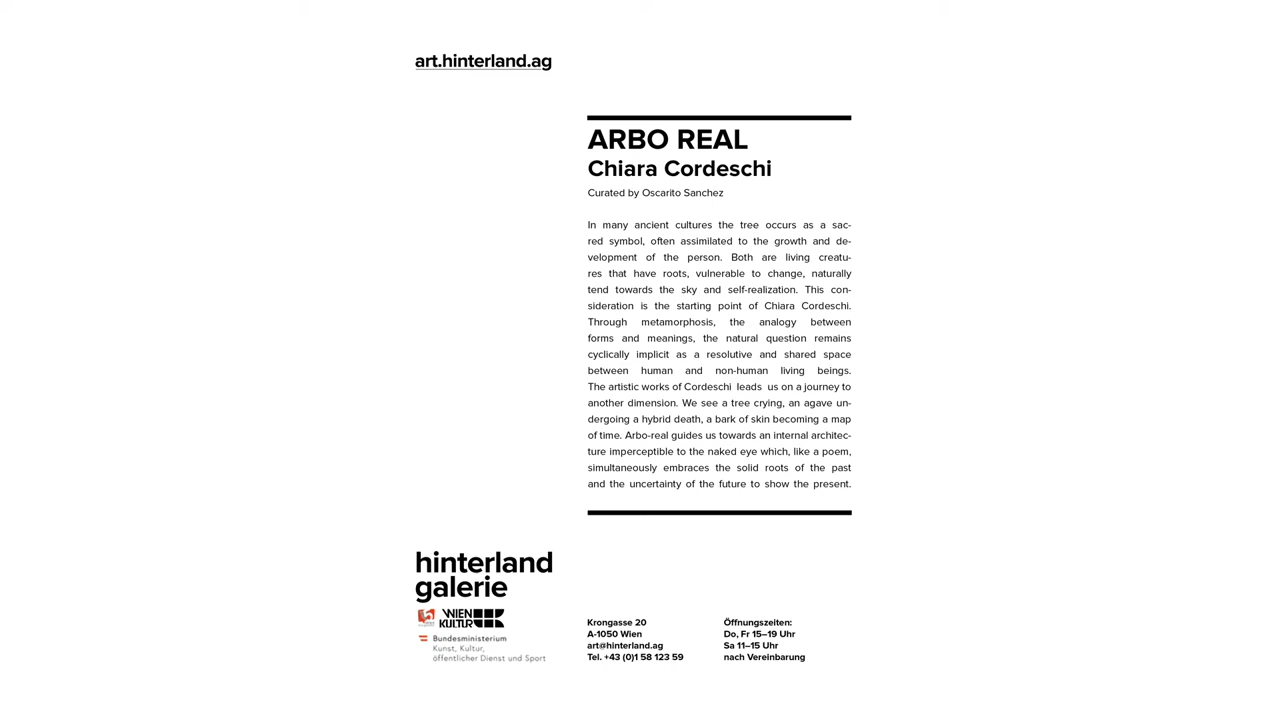 art.hinterland.ag
ARBO REAL
Chiara Cordeschi
Curated by Oscarito Sanchez
In many ancient cultures the tree occurs as a sac-
red symbol, often assimilated to the growth and de-
velopment of the person. Both are living creatu-
res that have roots, vulnerable to change, naturally
tend towards the sky and self-realization. This con-
sideration is the starting point of Chiara Cordeschi.
Through metamorphosis, the analogy between
forms and meanings, the natural question remains
cyclically implicit as a resolutive and shared space
between human and non-human living beings.
The artistic works of Cordeschi leads us on a journey to
another dimension. We see a tree crying, an agave un-
dergoing a hybrid death, a bark of skin becoming a map
of time. Arbo-real guides us towards an internal architec-
ture imperceptible to the naked eye which, like a poem,
simultaneously embraces the solid roots of the past
and the uncertainty of the future to show the present.
hinterland
galerie
WIEN
KULTUR
Bundesministerium
Kunst, Kultur,
öffentlicher Dienst und Sport
Krongasse 20
A-1050 Wien
art@hinterland.ag
Tel. +43 (0)1 58 123 59
Öffnungszeiten:
Do, Fr 15–19 Uhr
Sa 11–15 Uhr
nach Vereinbarung